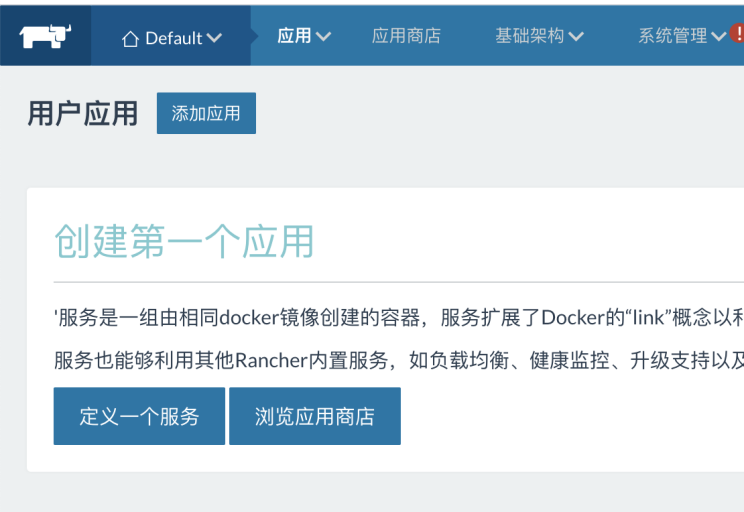 Default 应用 应用商店 基础架构 系统管理 !
用户应用 添加应用
创建第一个应用
'服务是一组由相同docker镜像创建的容器，服务扩展了Docker的“link”概念以利
服务也能够利用其他Rancher内置服务，如负载均衡、健康监控、升级支持以及
定义一个服务 浏览应用商店